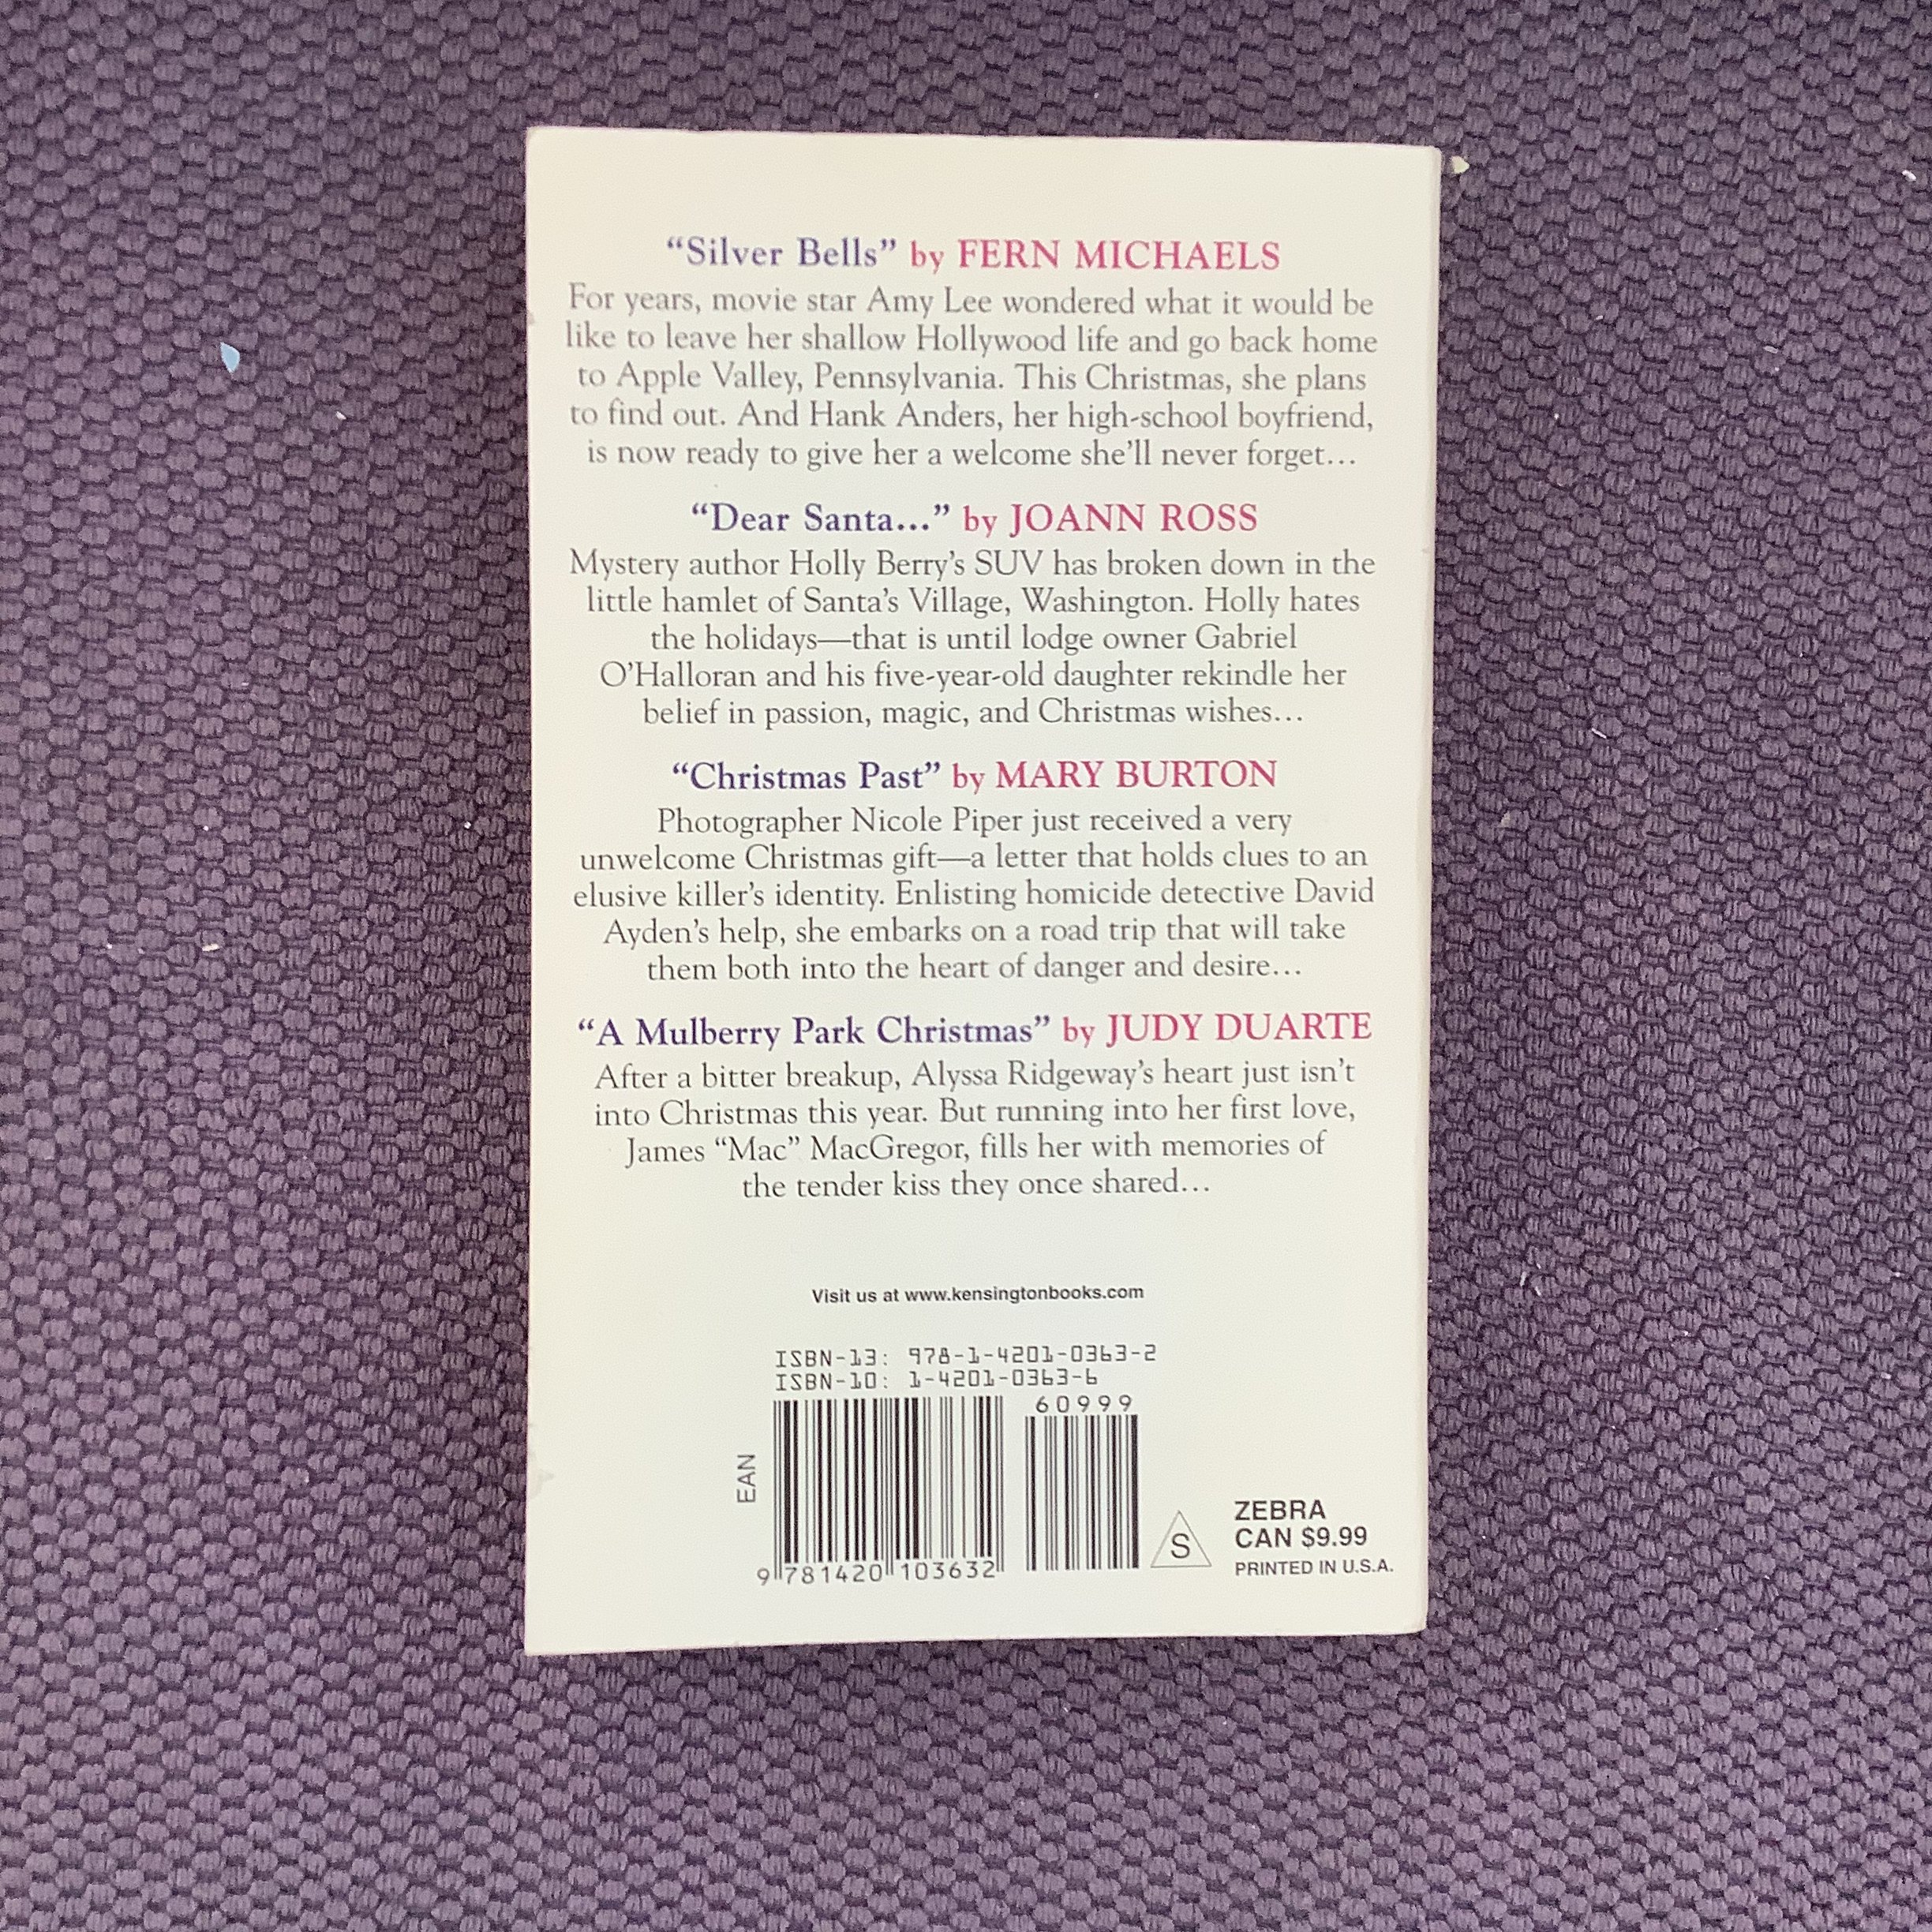 “Silver Bells” by FERN MICHAELS
For years, movie star Amy Lee wondered what it would be
like to leave her shallow Hollywood life and go back home
to Apple Valley, Pennsylvania. This Christmas, she plans
to find out. And Hank Anders, her high-school boyfriend,
is now ready to give her a welcome she’ll never forget…
“Dear Santa…” by JOANN ROSS
Mystery author Holly Berry’s SUV has broken down in the
little hamlet of Santa’s Village, Washington. Holly hates
the holidays—that is until lodge owner Gabriel
O’Halloran and his five-year-old daughter rekindle her
belief in passion, magic, and Christmas wishes…
“Christmas Past” by MARY BURTON
Photographer Nicole Piper just received a very
unwelcome Christmas gift—a letter that holds clues to an
elusive killer’s identity. Enlisting homicide detective David
Ayden’s help, she embarks on a road trip that will take
them both into the heart of danger and desire…
“A Mulberry Park Christmas” by JUDY DUARTE
After a bitter breakup, Alyssa Ridgeway’s heart just isn’t
into Christmas this year. But running into her first love,
James “Mac” MacGregor, fills her with memories of
the tender kiss they once shared…
Visit us at www.kensingtonbooks.com
ISBN-13: 978-1-4201-0363-2
ISBN-10: 1-4201-0363-6
60999
EAN
9 781420 103632
S
ZEBRA
CAN $9.99
PRINTED IN U.S.A.